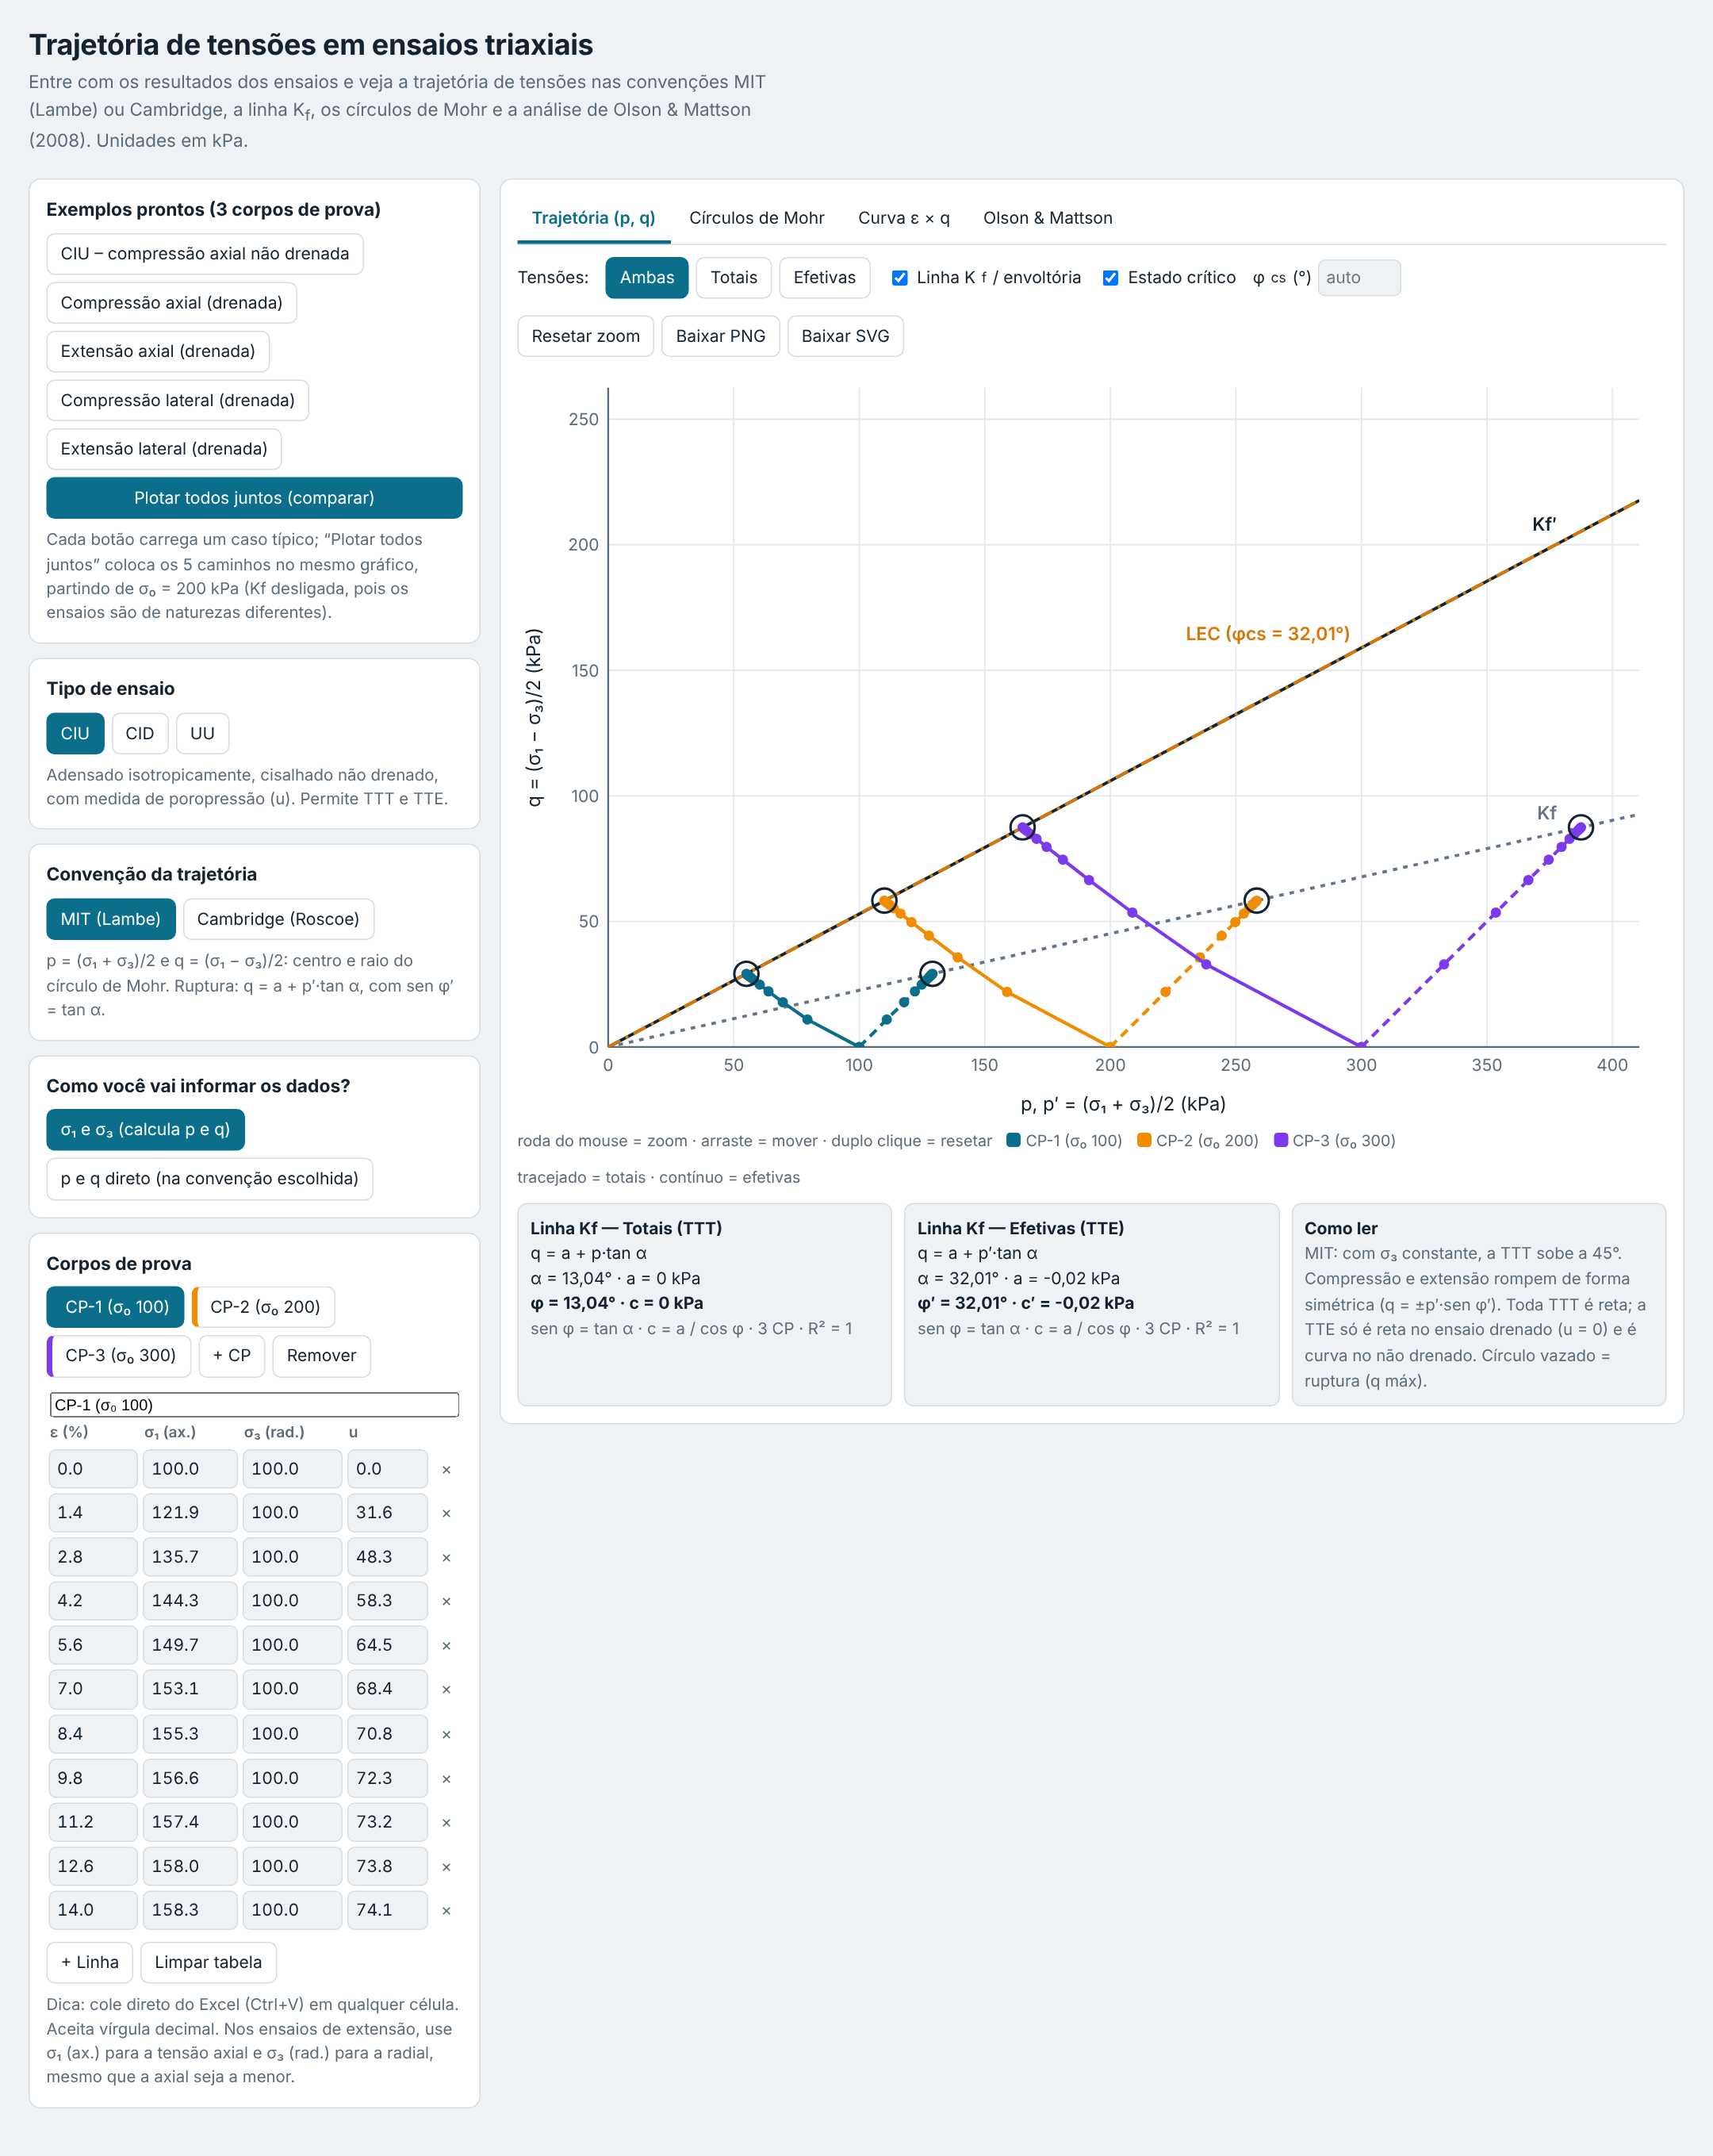 Trajetória de tensões em ensaios triaxiais
Entre com os resultados dos ensaios e veja a trajetória de tensões nas convenções MIT
(Lambe) ou Cambridge, a linha Kf, os círculos de Mohr e a análise de Olson & Mattson
(2008). Unidades em kPa.
Exemplos prontos (3 corpos de prova)
CIU – compressão axial não drenada
Compressão axial (drenada)
Extensão axial (drenada)
Compressão lateral (drenada)
Extensão lateral (drenada)
Plotar todos juntos (comparar)
Cada botão carrega um caso típico; “Plotar todos
juntos” coloca os 5 caminhos no mesmo gráfico,
partindo de σ₀ = 200 kPa (Kf desligada, pois os
ensaios são de naturezas diferentes).
Tipo de ensaio
CIU CID UU
Adensado isotropicamente, cisalhado não drenado,
com medida de poropressão (u). Permite TTT e TTE.
Convenção da trajetória
MIT (Lambe) Cambridge (Roscoe)
p = (σ₁ + σ₃)/2 e q = (σ₁ − σ₃)/2: centro e raio do
círculo de Mohr. Ruptura: q = a + p′·tan α, com sen φ′
= tan α.
Como você vai informar os dados?
σ₁ e σ₃ (calcula p e q)
p e q direto (na convenção escolhida)
Corpos de prova
CP-1 (σ₀ 100) CP-2 (σ₀ 200)
CP-3 (σ₀ 300) + CP Remover
CP-1 (σ₀ 100)
ε (%) σ₁ (ax.) σ₃ (rad.) u
0.0 100.0 100.0 0.0 ×
1.4 121.9 100.0 31.6 ×
2.8 135.7 100.0 48.3 ×
4.2 144.3 100.0 58.3 ×
5.6 149.7 100.0 64.5 ×
7.0 153.1 100.0 68.4 ×
8.4 155.3 100.0 70.8 ×
9.8 156.6 100.0 72.3 ×
11.2 157.4 100.0 73.2 ×
12.6 158.0 100.0 73.8 ×
14.0 158.3 100.0 74.1 ×
+ Linha Limpar tabela
Dica: cole direto do Excel (Ctrl+V) em qualquer célula.
Aceita vírgula decimal. Nos ensaios de extensão, use
σ₁ (ax.) para a tensão axial e σ₃ (rad.) para a radial,
mesmo que a axial seja a menor.
Trajetória (p, q) Círculos de Mohr Curva ε × q Olson & Mattson
Tensões: Ambas Totais Efetivas Linha K f / envoltória Estado crítico φ cs (°) auto
Resetar zoom Baixar PNG Baixar SVG
q = (σ₁ − σ₃)/2 (kPa)
250
200
150
100
50
0
Kf′
LEC (φcs = 32,01°)
Kf
0 50 100 150 200 250 300 350 400
p, p′ = (σ₁ + σ₃)/2 (kPa)
roda do mouse = zoom · arraste = mover · duplo clique = resetar CP-1 (σ₀ 100) CP-2 (σ₀ 200) CP-3 (σ₀ 300)
tracejado = totais · contínuo = efetivas
Linha Kf — Totais (TTT)
q = a + p·tan α
α = 13,04° · a = 0 kPa
φ = 13,04° · c = 0 kPa
sen φ = tan α · c = a / cos φ · 3 CP · R² = 1
Linha Kf — Efetivas (TTE)
q = a + p′·tan α
α = 32,01° · a = -0,02 kPa
φ′ = 32,01° · c′ = -0,02 kPa
sen φ = tan α · c = a / cos φ · 3 CP · R² = 1
Como ler
MIT: com σ₃ constante, a TTT sobe a 45°.
Compressão e extensão rompem de forma
simétrica (q = ±p′·sen φ′). Toda TTT é reta; a
TTE só é reta no ensaio drenado (u = 0) e é
curva no não drenado. Círculo vazado =
ruptura (q máx).